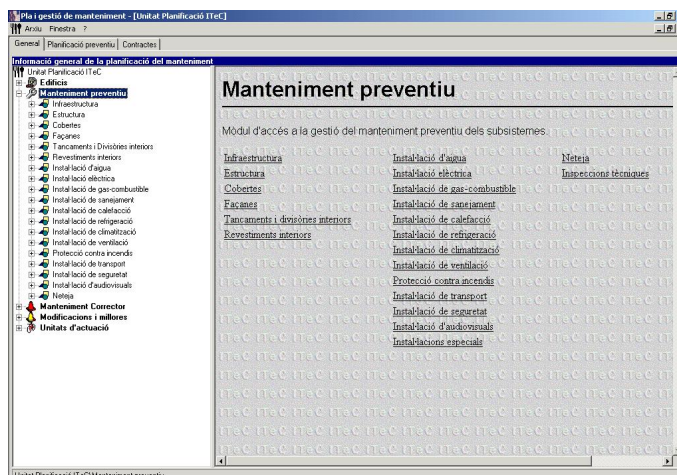 Pla i gestió de manteniment - [Unitat Planificació ITeC]
Arxiu Finestra ?
General Planificació preventiu Contractes
Informació general de la planificació del manteniment
Unitat Planificació ITeC
Edificis
Manteniment preventiu
Infraestructura
Estructura
Cobertes
Façanes
Tancaments i Divisòries interiors
Revestiments interiors
Instal·lació d'aigua
Instal·lació elèctrica
Instal·lació de gas-combustible
Instal·lació de sanejament
Instal·lació de calefacció
Instal·lació de refrigeració
Instal·lació de climatització
Instal·lació de ventilació
Protecció contra incendis
Instal·lació de transport
Instal·lació de seguretat
Instal·lació d'audiovisuals
Neteja
Manteniment Corrector
Modificacions i millores
Unitats d'actuació
Manteniment preventiu
Mòdul d'accés a la gestió del manteniment preventiu dels subsistemes.
Infraestructura
Estructura
Cobertes
Façanes
Tancaments i divisòries interiors
Revestiments interiors
Instal·lació d'aigua
Instal·lació elèctrica
Instal·lació de gas-combustible
Instal·lació de sanejament
Instal·lació de calefacció
Instal·lació de refrigeració
Instal·lació de climatització
Instal·lació de ventilació
Protecció contra incendis
Instal·lació de transport
Instal·lació de seguretat
Instal·lació d'audiovisuals
Instal·lacions especials
Neteja
Inspeccions tècniques
Unitat Planificació ITeC\Manteniment preventiu